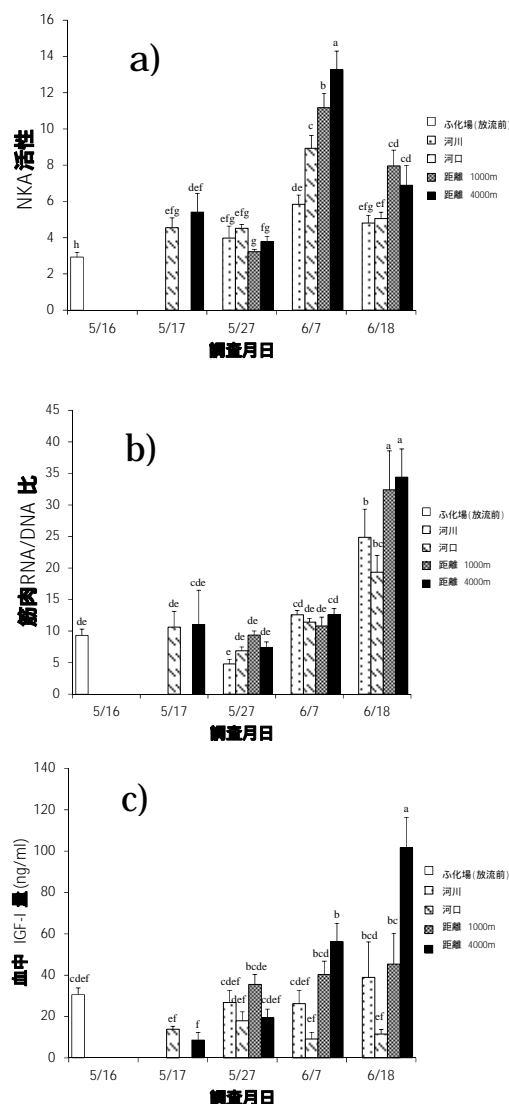 a)
NKA活性
16
14
12
10
8
6
4
2
0
h
efg
def
efg
efg
g
fg
de
c
b
a
efg
ef
cd
cd
5/16
5/17
5/27
6/7
6/18
調査月日
ふ化場(放流前)
河川
河口
距離 1000m
距離 4000m
b)
筋肉RNA/DNA 比
45
40
35
30
25
20
15
10
5
0
de
de
cde
e
de
de
de
cd
de
de
cd
b
bc
a
a
5/16
5/17
5/27
6/7
6/18
調査月日
ふ化場(放流前)
河川
河口
距離 1000m
距離 4000m
c)
血中 IGF-I 量(ng/ml)
140
120
100
80
60
40
20
0
cdef
ef
f
cdef
def
bcde
cdef
cdef
ef
bcd
b
bcd
ef
bc
a
5/16
5/17
5/27
6/7
6/18
調査月日
ふ化場(放流前)
河川
河口
距離 1000m
距離 4000m